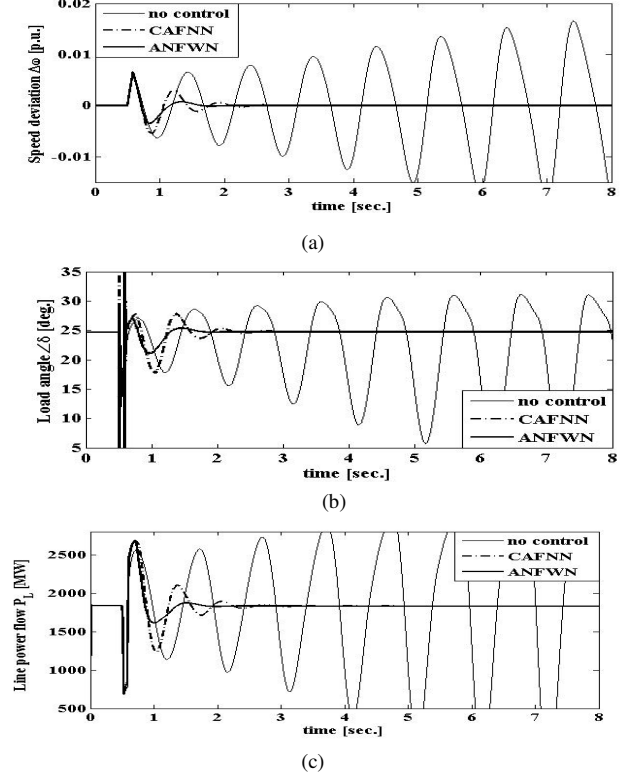 0.02
0.01
0
-0.01
Speed deviation Δω [p.u.]
no control
CAFNN
ANFWN
0 1 2 3 4 5 6 7 8
time [sec.]
(a)
35
30
25
20
15
10
5
Load angle∠δ [deg.]
no control
CAFNN
ANFWN
0 1 2 3 4 5 6 7 8
time [sec.]
(b)
2500
2000
1500
1000
500
Line power flow P_L [MW]
no control
CAFNN
ANFWN
0 1 2 3 4 5 6 7 8
time [sec.]
(c)